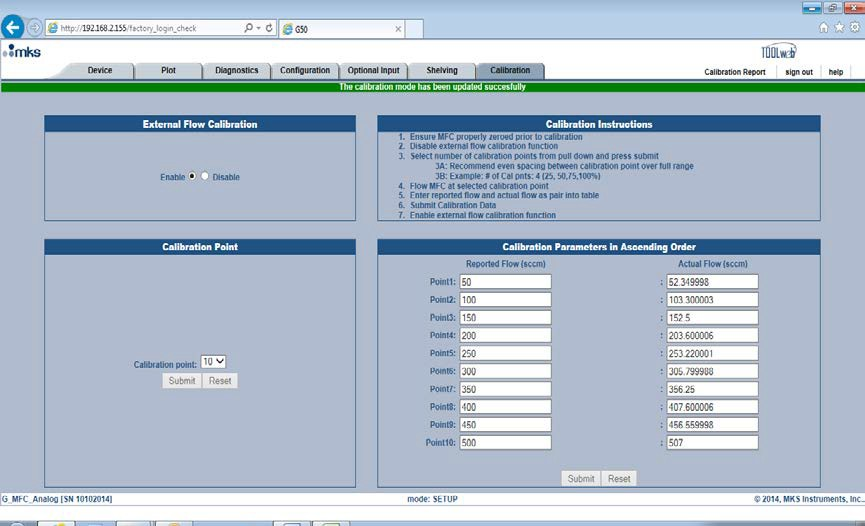 http://192.168.2.155/factory_login_check
G50
mks
TOOLweb
Device Plot Diagnostics Configuration Optional Input Shelving Calibration
Calibration Report sign out help
The calibration mode has been updated succesfully
External Flow Calibration
Enable Disable
Calibration Instructions
1. Ensure MFC properly zeroed prior to calibration
2. Disable external flow calibration function
3. Select number of calibration points from pull down and press submit
3A: Recommend even spacing between calibration point over full range
3B: Example: # of Cal pnts: 4 (25, 50,75,100%)
4. Flow MFC at selected calibration point
5. Enter reported flow and actual flow as pair into table
6. Submit Calibration Data
7. Enable external flow calibration function
Calibration Point
Calibration point: 10
Submit Reset
Calibration Parameters in Ascending Order
Reported Flow (sccm) Actual Flow (sccm)
Point1: 50 : 52.349998
Point2: 100 : 103.300003
Point3: 150 : 152.5
Point4: 200 : 203.600006
Point5: 250 : 253.220001
Point6: 300 : 305.799988
Point7: 350 : 356.25
Point8: 400 : 407.600006
Point9: 450 : 456.559998
Point10: 500 : 507
Submit Reset
G_MFC_Analog [SN 10102014] mode: SETUP © 2014, MKS Instruments, Inc..